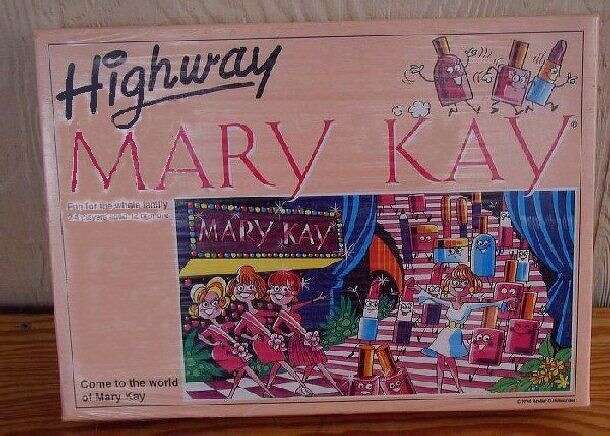 Highway
MARY KAY®
Fun for the whole family
MARY KAY
Come to the world
of Mary Kay